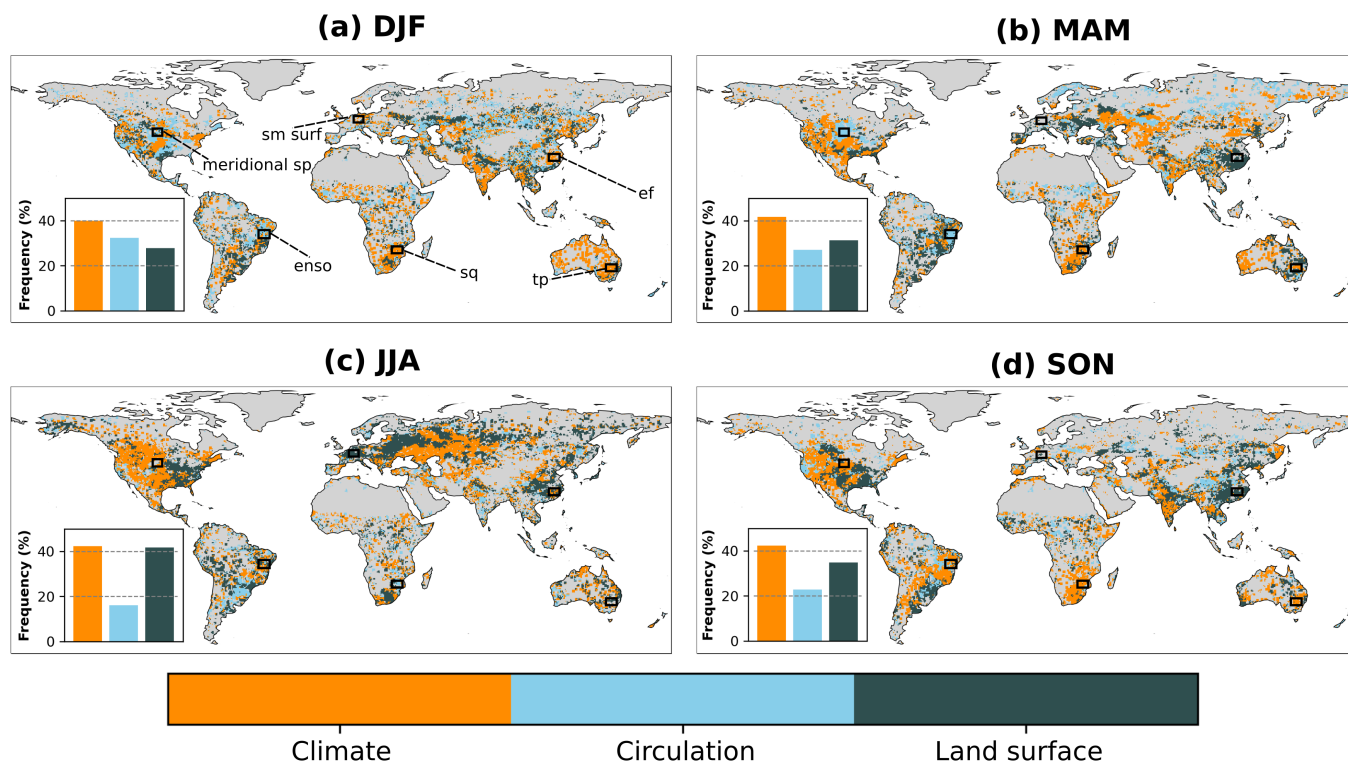 (a) DJF
(b) MAM
sm surf
meridional sp
ef
enso
sq
tp
Frequency (%)
40
20
0
Frequency (%)
40
20
0
(c) JJA
(d) SON
Frequency (%)
40
20
0
Frequency (%)
40
20
0
Climate
Circulation
Land surface